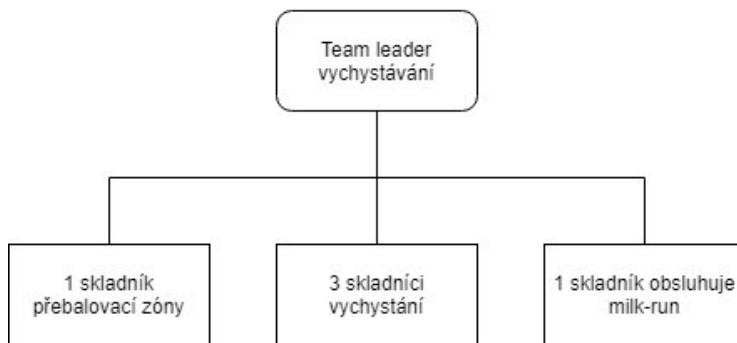 Team leader
vychystávání
1 skladník
přebalovací zóny
3 skladníci
vychystání
1 skladník obsluhuje
milk-run